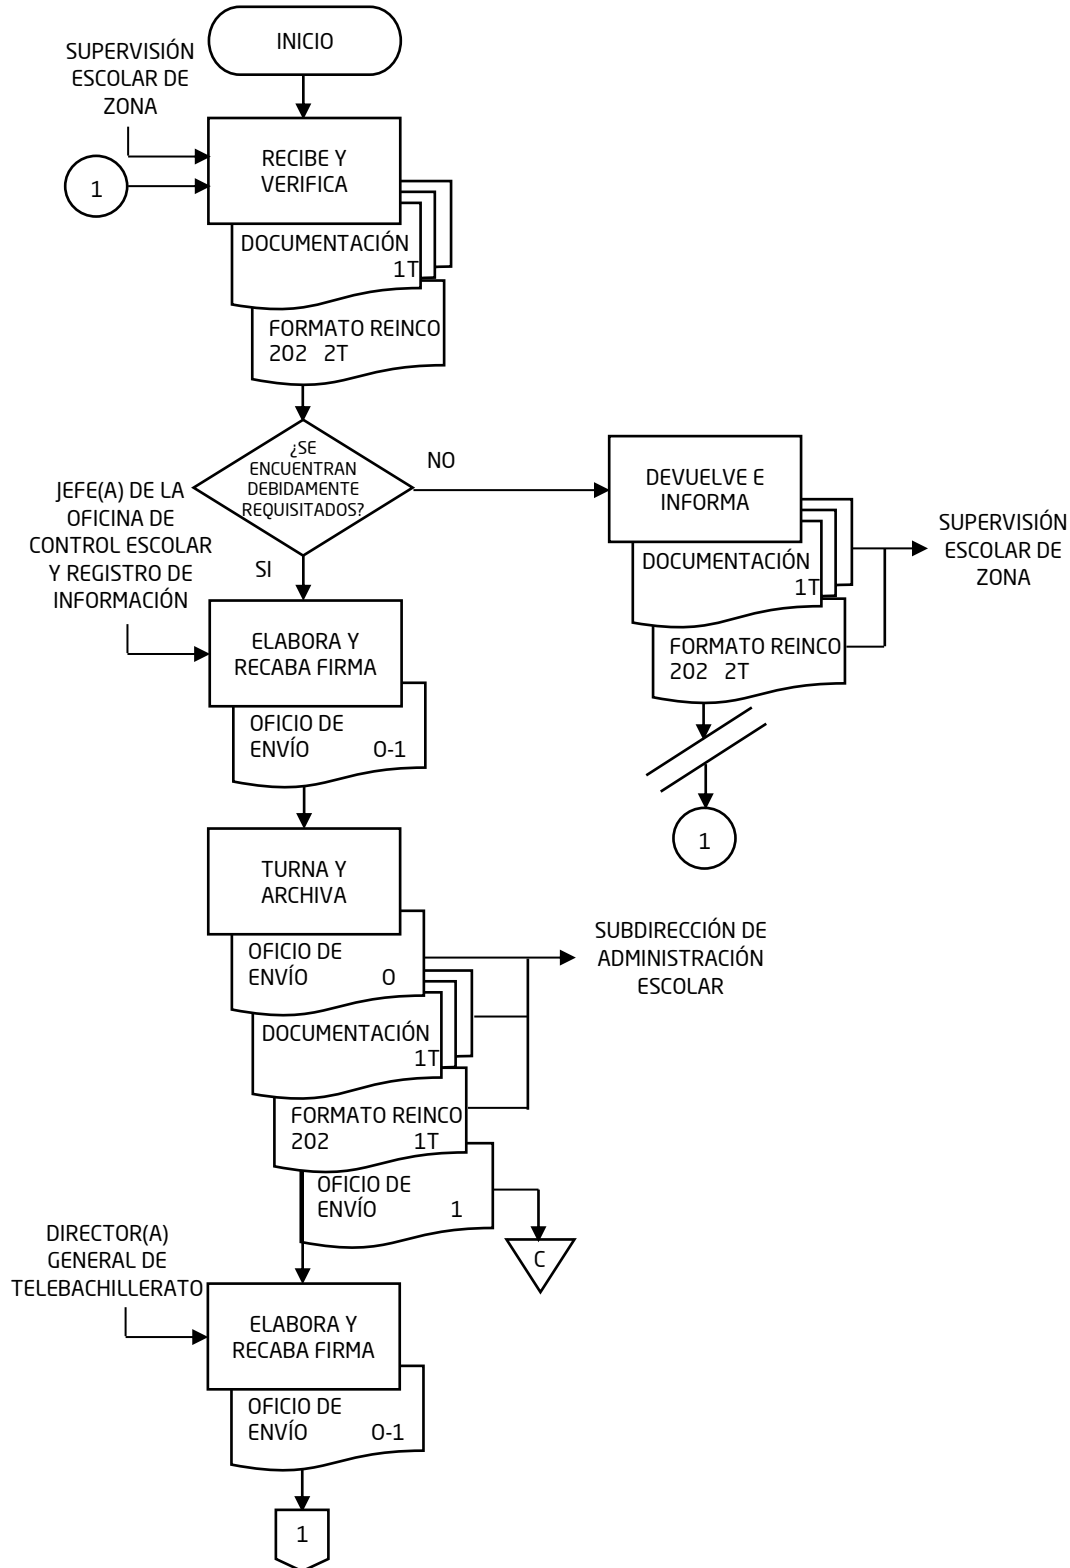 INICIO
SUPERVISIÓN
ESCOLAR DE
ZONA
1
RECIBE Y
VERIFICA
DOCUMENTACIÓN
1T
FORMATO REINCO
202 2T
¿SE
ENCUENTRAN
DEBIDAMENTE
REQUISITADOS?
NO
DEVUELVE E
INFORMA
DOCUMENTACIÓN
1T
FORMATO REINCO
202 2T
SUPERVISIÓN
ESCOLAR DE
ZONA
1
SI
JEFE(A) DE LA
OFICINA DE
CONTROL ESCOLAR
Y REGISTRO DE
INFORMACIÓN
ELABORA Y
RECABA FIRMA
OFICIO DE
ENVÍO O-1
TURNA Y
ARCHIVA
OFICIO DE
ENVÍO O
DOCUMENTACIÓN
1T
FORMATO REINCO
202 1T
OFICIO DE
ENVÍO 1
SUBDIRECCIÓN DE
ADMINISTRACIÓN
ESCOLAR
C
DIRECTOR(A)
GENERAL DE
TELEBACHILLERATO
ELABORA Y
RECABA FIRMA
OFICIO DE
ENVÍO O-1
1